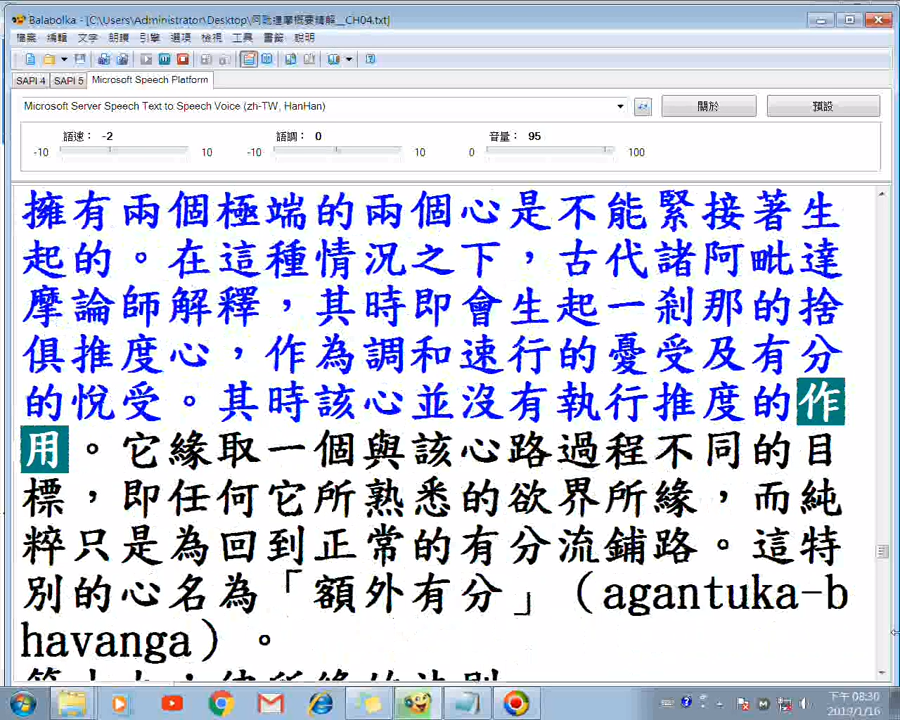 Balabolka - [C:\Users\Administrator\Desktop\阿毗達摩概要精解__CH04.txt]
檔案 編輯 文字 朗讀 引擎 選項 檢視 工具 書籤 說明
SAPI 4 SAPI 5 Microsoft Speech Platform
Microsoft Server Speech Text to Speech Voice (zh-TW, HanHan) 關於 預設
語速： -2 語調： 0 音量： 95
-10 10 -10 10 0 100
擁有兩個極端的兩個心是不能緊接著生
起的。在這種情況之下，古代諸阿毗達
摩論師解釋，其時即會生起一剎那的捨
俱推度心，作為調和速行的憂受及有分
的悅受。其時該心並沒有執行推度的作
用。它緣取一個與該心路過程不同的目
標，即任何它所熟悉的欲界所緣，而純
粹只是為回到正常的有分流鋪路。這特
別的心名為「額外有分」（agantuka-b
havanga）。
下午 08:30
2019/1/16